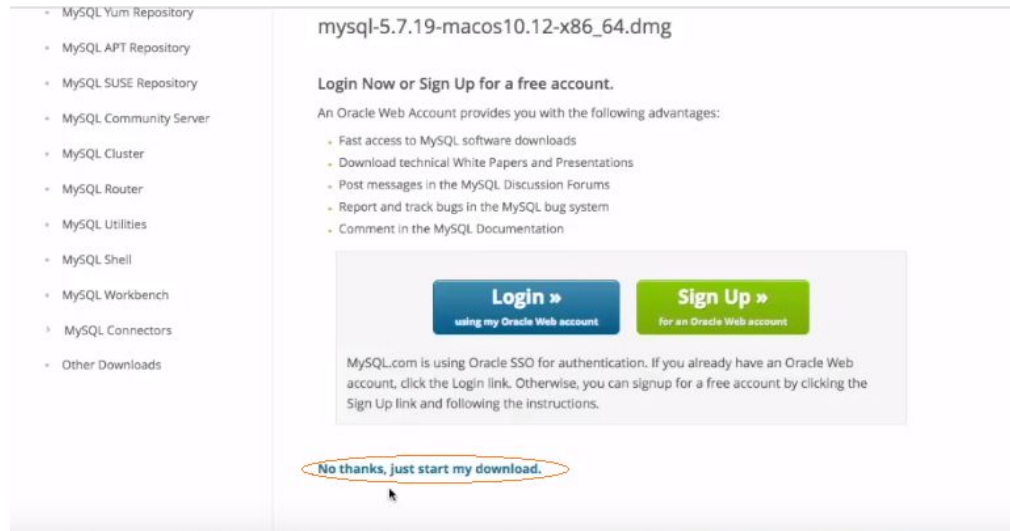 MySQL Yum Repository
MySQL APT Repository
MySQL SUSE Repository
MySQL Community Server
MySQL Cluster
MySQL Router
MySQL Utilities
MySQL Shell
MySQL Workbench
MySQL Connectors
Other Downloads
mysql-5.7.19-macos10.12-x86_64.dmg
Login Now or Sign Up for a free account.
An Oracle Web Account provides you with the following advantages:
Fast access to MySQL software downloads
Download technical White Papers and Presentations
Post messages in the MySQL Discussion Forums
Report and track bugs in the MySQL bug system
Comment in the MySQL Documentation
Login »
using my Oracle Web account
Sign Up »
for an Oracle Web account
MySQL.com is using Oracle SSO for authentication. If you already have an Oracle Web
account, click the Login link. Otherwise, you can signup for a free account by clicking the
Sign Up link and following the instructions.
No thanks, just start my download.